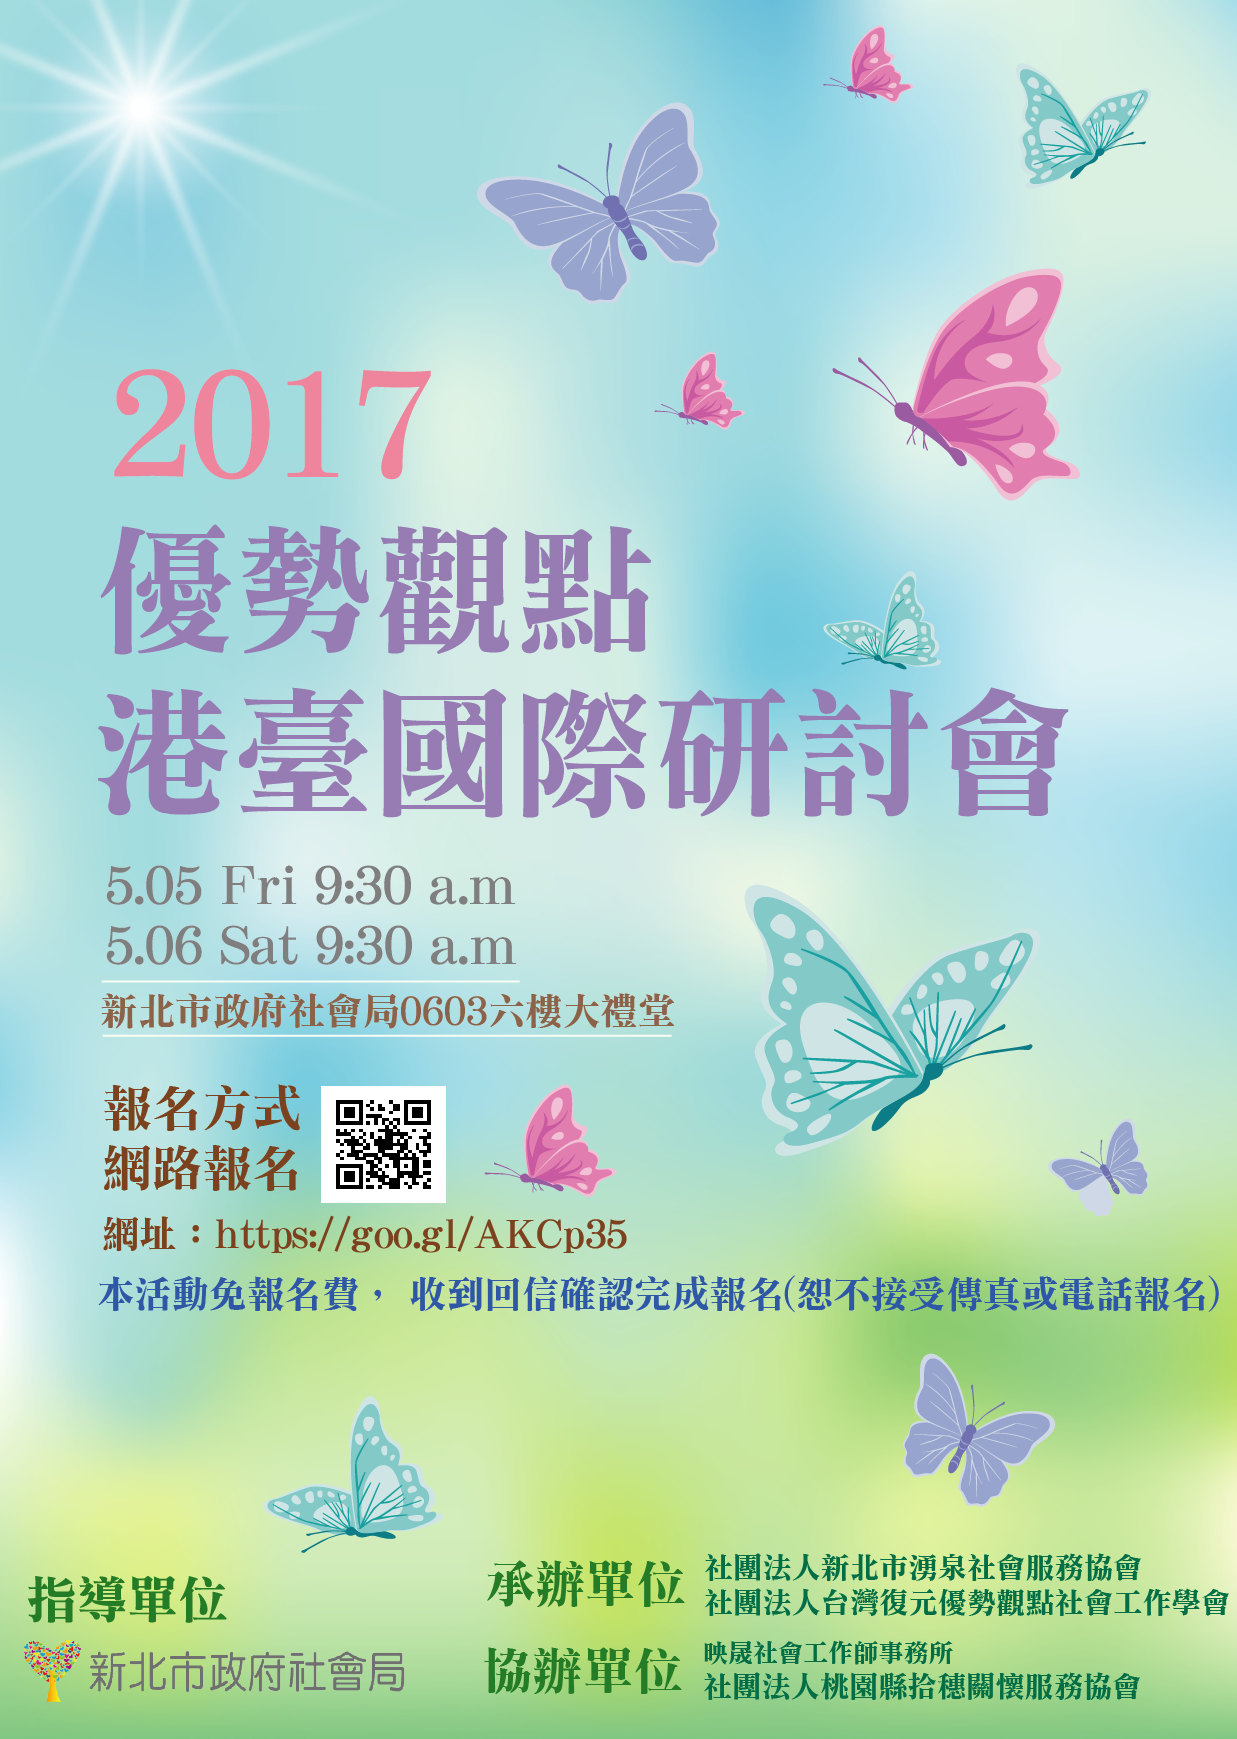 2017
優勢觀點
港臺國際研討會
5.05 Fri 9:30 a.m
5.06 Sat 9:30 a.m
新北市政府社會局0603六樓大禮堂
報名方式
網路報名
網址：https://goo.gl/AKCp35
本活動免報名費， 收到回信確認完成報名(恕不接受傳真或電話報名)
指導單位
新北市政府社會局
承辦單位
社團法人新北市湧泉社會服務協會
社團法人台灣復元優勢觀點社會工作學會
協辦單位
映晟社會工作師事務所
社團法人桃園縣拾穗關懷服務協會